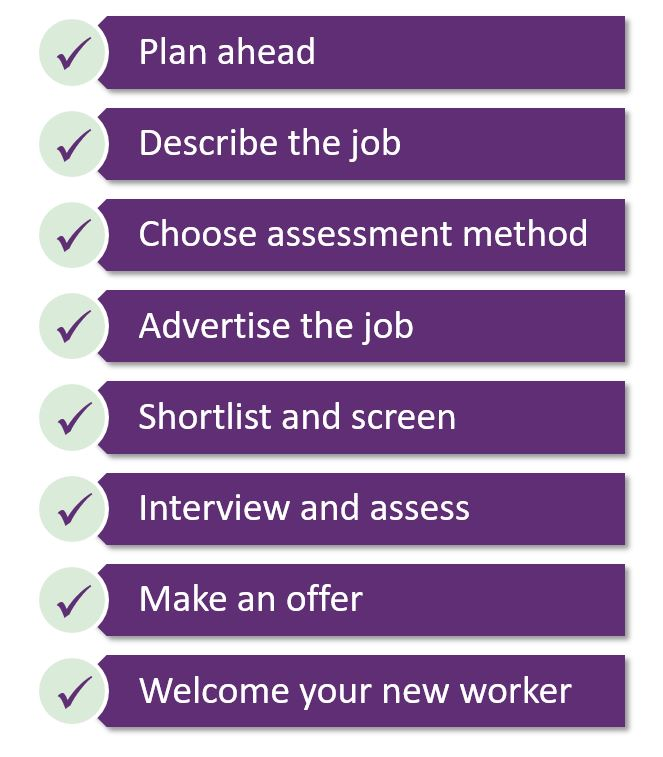 Plan ahead
Describe the job
Choose assessment method
Advertise the job
Shortlist and screen
Interview and assess
Make an offer
Welcome your new worker